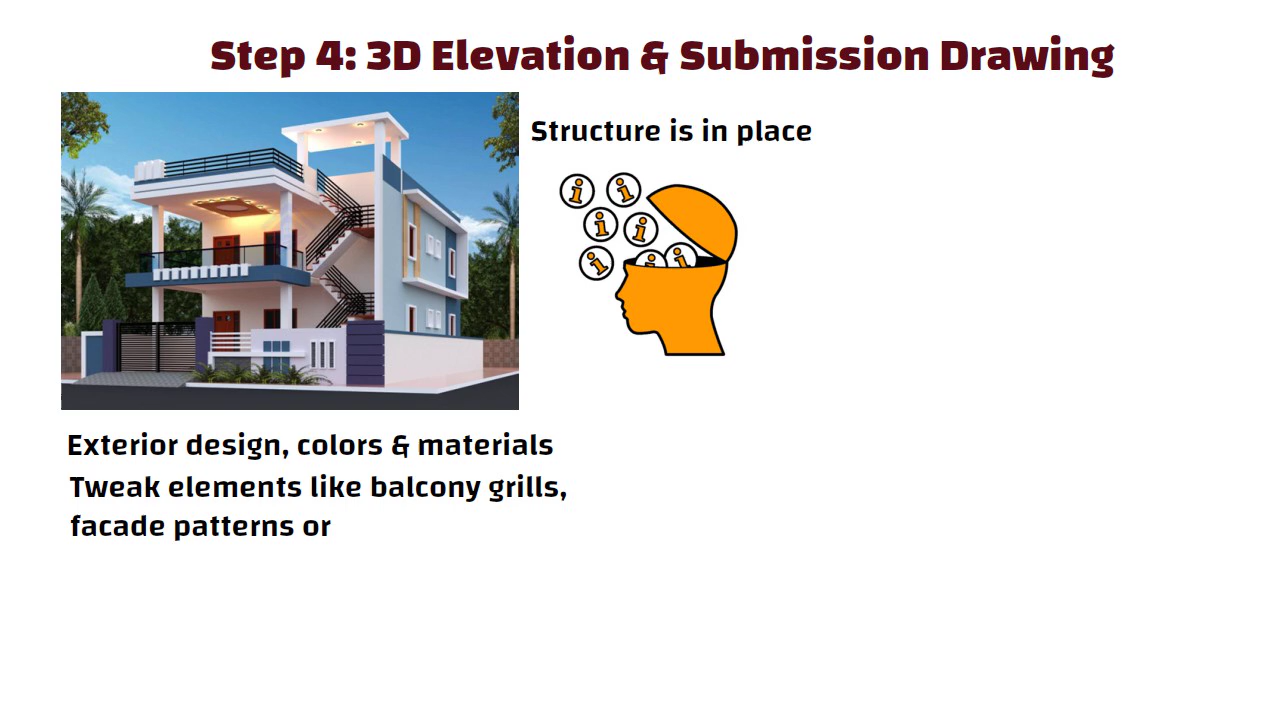 Step 4: 3D Elevation & Submission Drawing
Structure is in place
Exterior design, colors & materials
Tweak elements like balcony grills,
facade patterns or